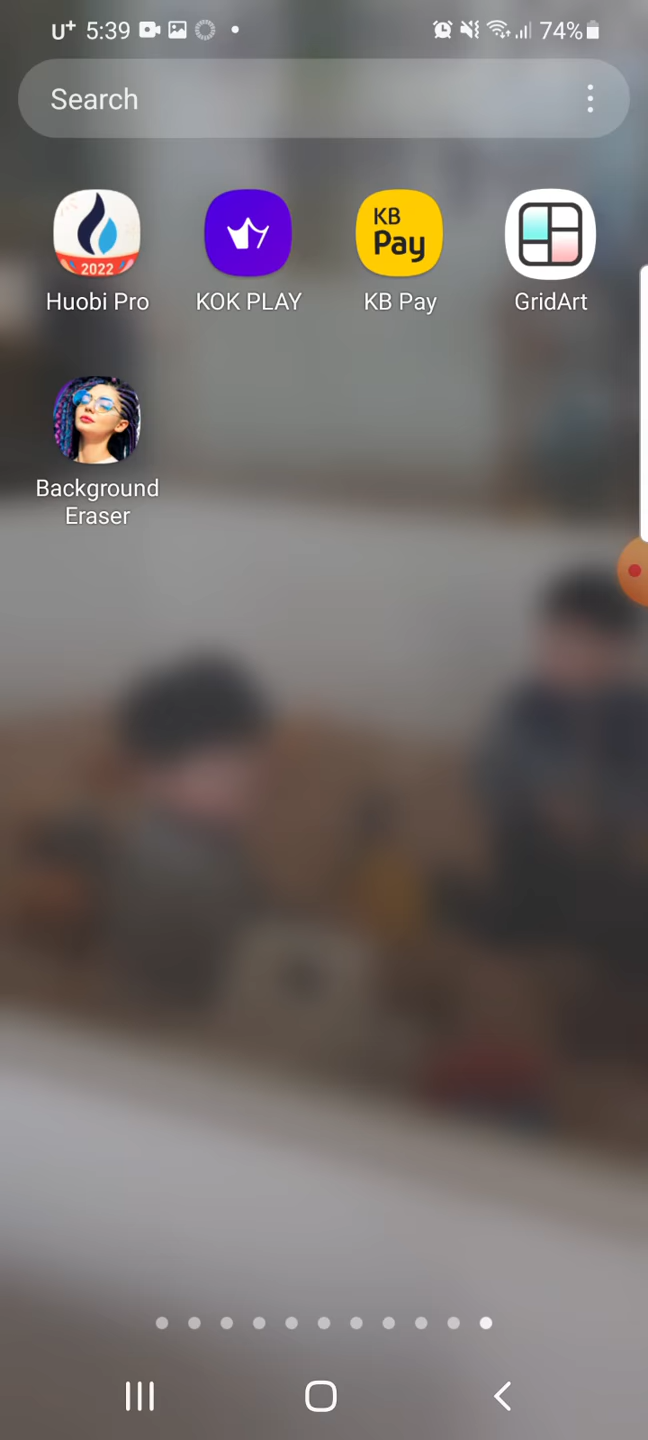 U+ 5:39 74%
Search
2022
KB
Pay
Huobi Pro KOK PLAY KB Pay GridArt
Background
Eraser